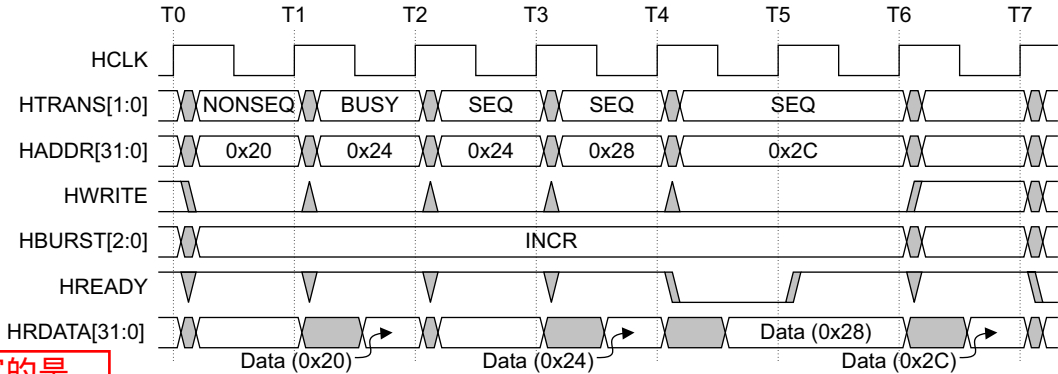 T0 T1 T2 T3 T4 T5 T6 T7
HCLK
HTRANS[1:0] NONSEQ BUSY SEQ SEQ SEQ
HADDR[31:0] 0x20 0x24 0x24 0x28 0x2C
HWRITE
HBURST[2:0] INCR
HREADY
HRDATA[31:0] Data (0x28)
Data (0x20) Data (0x24) Data (0x2C)
的是